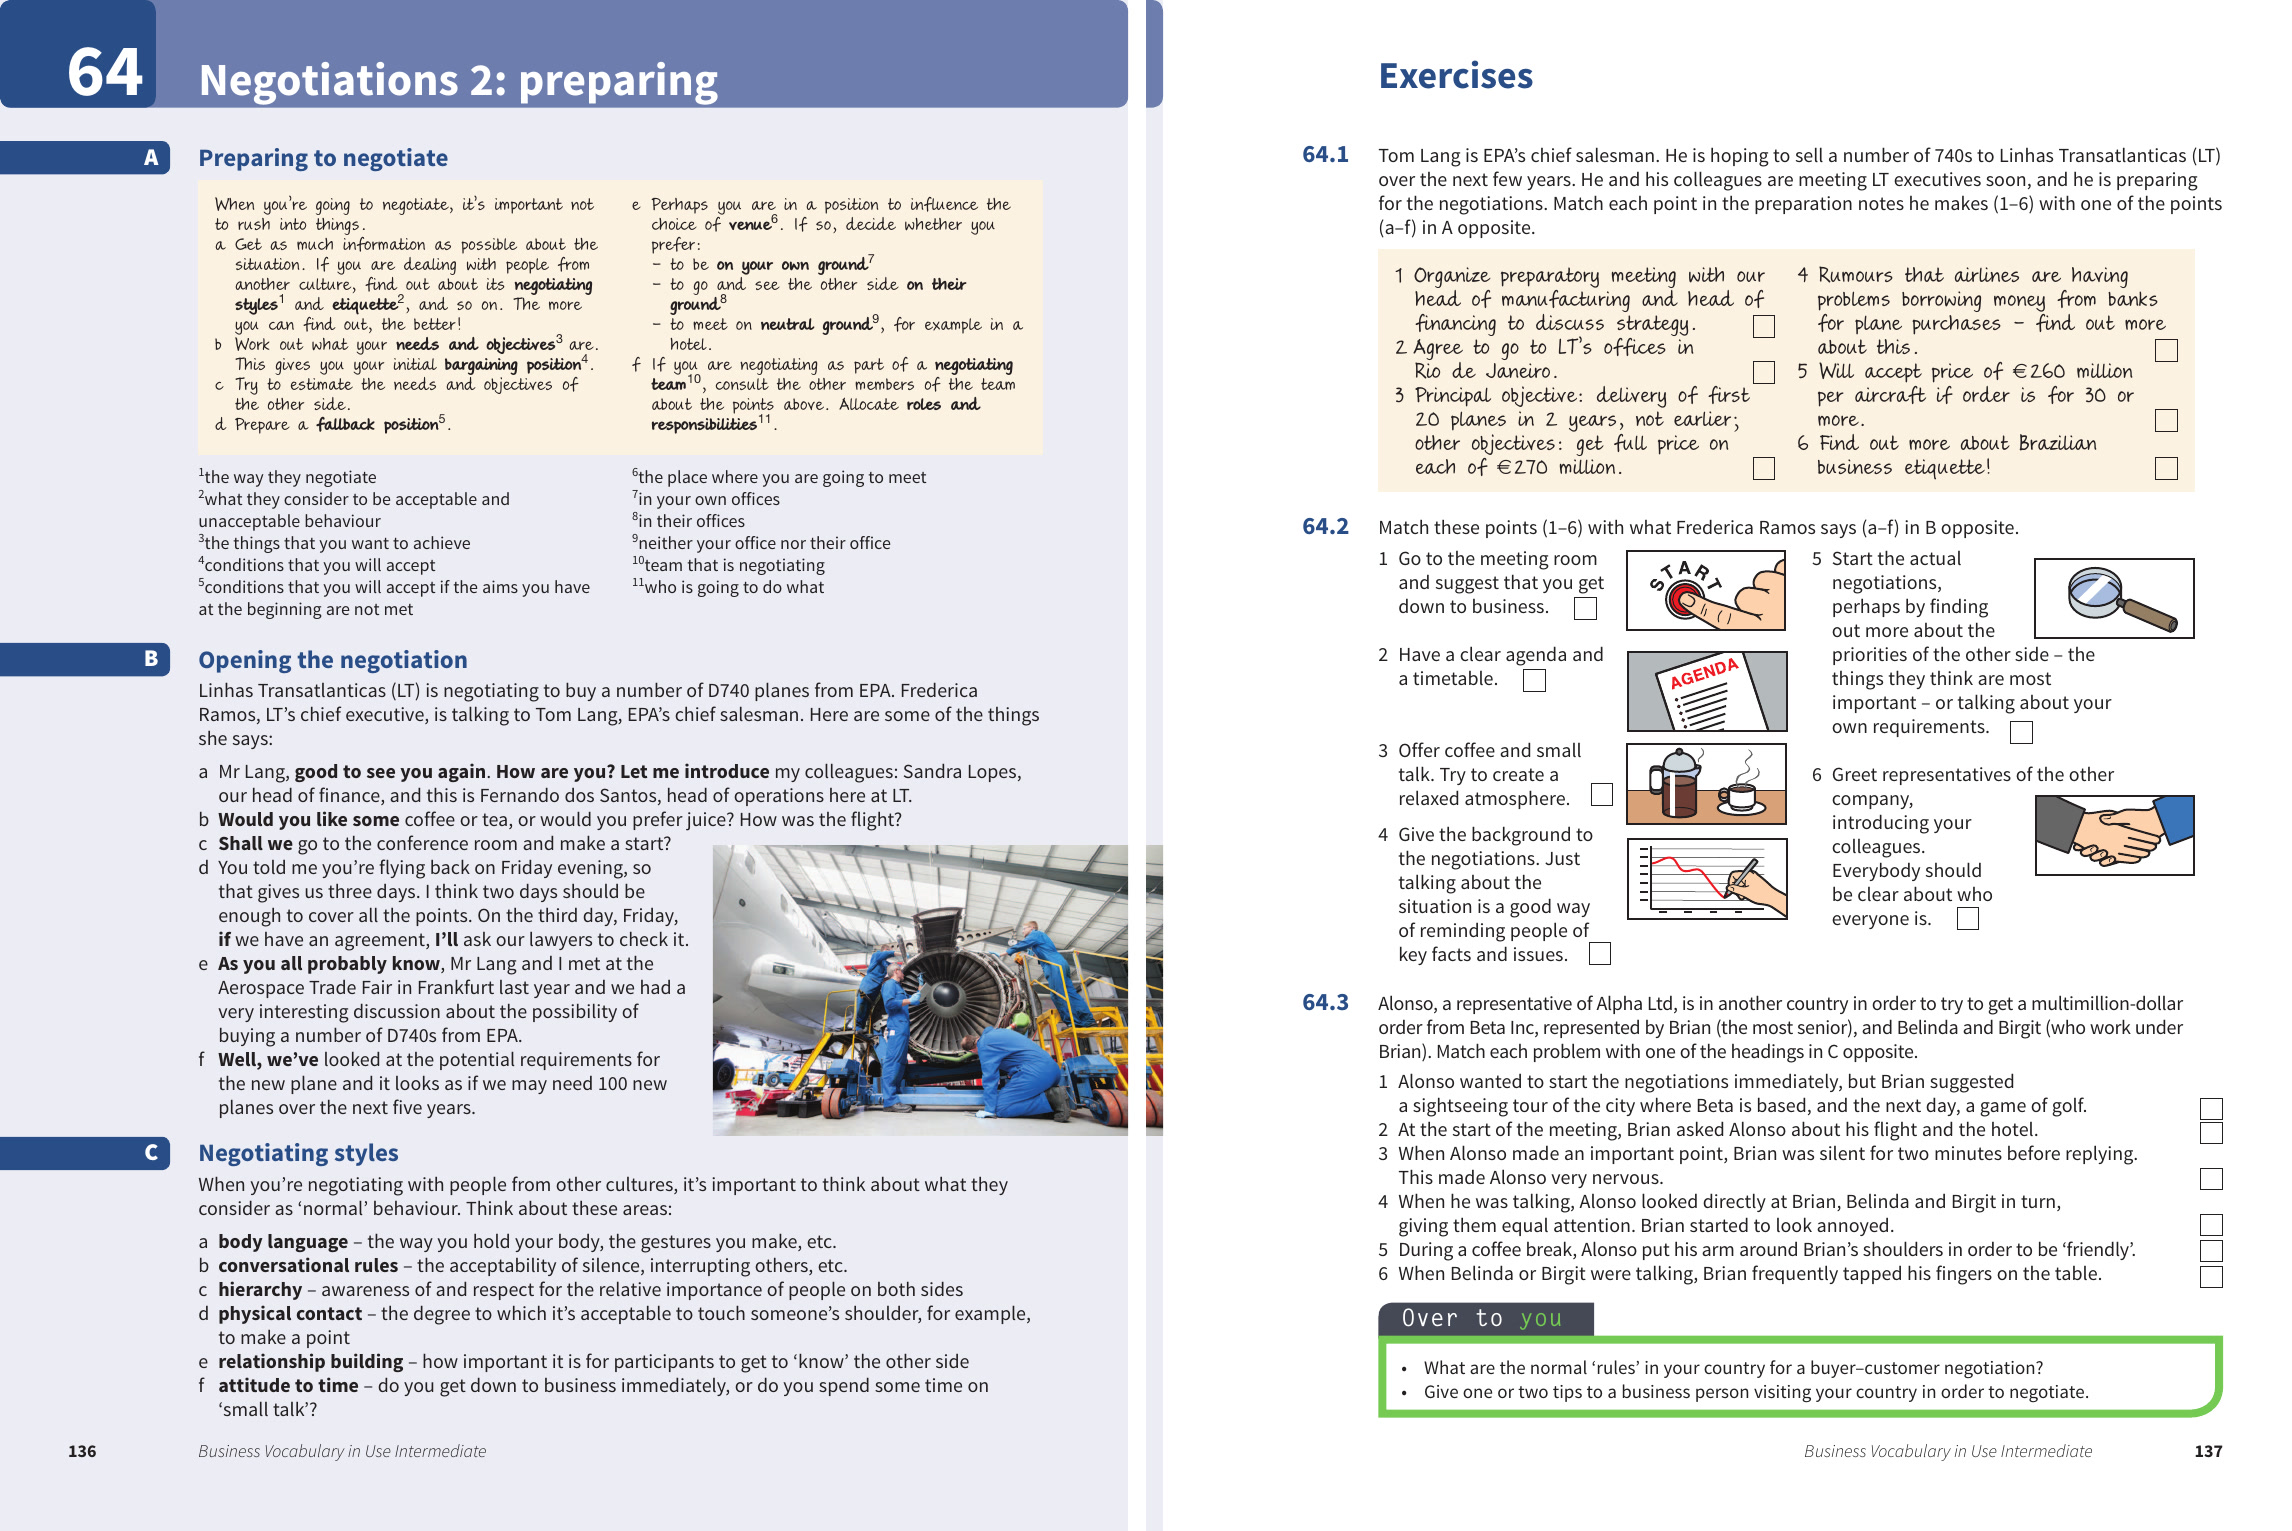 64
Negotiations 2: preparing
A
Preparing to negotiate
When you're going to negotiate, it's important not
to rush into things.
a Get as much information as possible about the
situation. If you are dealing with people from
another culture, find out about its negotiating
styles1 and etiquette2, and so on. The more
you can find out, the better!
b Work out what your needs and objectives3 are.
This gives you your initial bargaining position4.
c Try to estimate the needs and objectives of
the other side.
d Prepare a fallback position5.
e Perhaps you are in a position to influence the
choice of venue6. If so, decide whether you
prefer:
– to be on your own ground7
– to go and see the other side on their
ground8
– to meet on neutral ground9, for example in a
hotel.
f If you are negotiating as part of a negotiating
team10, consult the other members of the team
about the points above. Allocate roles and
responsibilities11.
1the way they negotiate
2what they consider to be acceptable and
unacceptable behaviour
3the things that you want to achieve
4conditions that you will accept
5conditions that you will accept if the aims you have
at the beginning are not met
6the place where you are going to meet
7in your own offices
8in their offices
9neither your office nor their office
10team that is negotiating
11who is going to do what
B
Opening the negotiation
Linhas Transatlanticas (LT) is negotiating to buy a number of D740 planes from EPA. Frederica
Ramos, LT's chief executive, is talking to Tom Lang, EPA's chief salesman. Here are some of the things
she says:
a Mr Lang, good to see you again. How are you? Let me introduce my colleagues: Sandra Lopes,
our head of finance, and this is Fernando dos Santos, head of operations here at LT.
b Would you like some coffee or tea, or would you prefer juice? How was the flight?
c Shall we go to the conference room and make a start?
d You told me you're flying back on Friday evening, so
that gives us three days. I think two days should be
enough to cover all the points. On the third day, Friday,
if we have an agreement, I'll ask our lawyers to check it.
e As you all probably know, Mr Lang and I met at the
Aerospace Trade Fair in Frankfurt last year and we had a
very interesting discussion about the possibility of
buying a number of D740s from EPA.
f Well, we've looked at the potential requirements for
the new plane and it looks as if we may need 100 new
planes over the next five years.
C
Negotiating styles
When you're negotiating with people from other cultures, it's important to think about what they
consider as 'normal' behaviour. Think about these areas:
a body language – the way you hold your body, the gestures you make, etc.
b conversational rules – the acceptability of silence, interrupting others, etc.
c hierarchy – awareness of and respect for the relative importance of people on both sides
d physical contact – the degree to which it's acceptable to touch someone's shoulder, for example,
to make a point
e relationship building – how important it is for participants to get to 'know' the other side
f attitude to time – do you get down to business immediately, or do you spend some time on
'small talk'?
136
Business Vocabulary in Use Intermediate
Exercises
64.1
Tom Lang is EPA's chief salesman. He is hoping to sell a number of 740s to Linhas Transatlanticas (LT)
over the next few years. He and his colleagues are meeting LT executives soon, and he is preparing
for the negotiations. Match each point in the preparation notes he makes (1–6) with one of the points
(a–f) in A opposite.
1 Organize preparatory meeting with our
head of manufacturing and head of
financing to discuss strategy.
2 Agree to go to LT's offices in
Rio de Janeiro.
3 Principal objective: delivery of first
20 planes in 2 years, not earlier;
other objectives: get full price on
each of €270 million.
4 Rumours that airlines are having
problems borrowing money from banks
for plane purchases – find out more
about this.
5 Will accept price of €260 million
per aircraft if order is for 30 or
more.
6 Find out more about Brazilian
business etiquette!
64.2
Match these points (1–6) with what Frederica Ramos says (a–f) in B opposite.
1 Go to the meeting room
and suggest that you get
down to business.
START
2 Have a clear agenda and
a timetable.
AGENDA
3 Offer coffee and small
talk. Try to create a
relaxed atmosphere.
4 Give the background to
the negotiations. Just
talking about the
situation is a good way
of reminding people of
key facts and issues.
5 Start the actual
negotiations,
perhaps by finding
out more about the
priorities of the other side – the
things they think are most
important – or talking about your
own requirements.
6 Greet representatives of the other
company,
introducing your
colleagues.
Everybody should
be clear about who
everyone is.
64.3
Alonso, a representative of Alpha Ltd, is in another country in order to try to get a multimillion-dollar
order from Beta Inc, represented by Brian (the most senior), and Belinda and Birgit (who work under
Brian). Match each problem with one of the headings in C opposite.
1 Alonso wanted to start the negotiations immediately, but Brian suggested
a sightseeing tour of the city where Beta is based, and the next day, a game of golf.
2 At the start of the meeting, Brian asked Alonso about his flight and the hotel.
3 When Alonso made an important point, Brian was silent for two minutes before replying.
This made Alonso very nervous.
4 When he was talking, Alonso looked directly at Brian, Belinda and Birgit in turn,
giving them equal attention. Brian started to look annoyed.
5 During a coffee break, Alonso put his arm around Brian's shoulders in order to be 'friendly'.
6 When Belinda or Birgit were talking, Brian frequently tapped his fingers on the table.
Over to you
• What are the normal 'rules' in your country for a buyer–customer negotiation?
• Give one or two tips to a business person visiting your country in order to negotiate.
Business Vocabulary in Use Intermediate
137